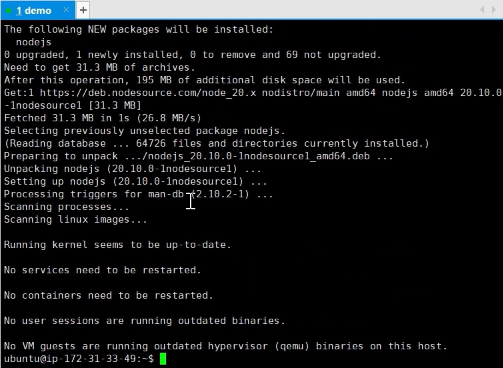 1 demo
The following NEW packages will be installed:
nodejs
0 upgraded, 1 newly installed, 0 to remove and 69 not upgraded.
Need to get 31.3 MB of archives.
After this operation, 195 MB of additional disk space will be used.
Get:1 https://deb.nodesource.com/node_20.x nodistro/main amd64 nodejs amd64 20.10.0
-1nodesource1 [31.3 MB]
Fetched 31.3 MB in 1s (26.8 MB/s)
Selecting previously unselected package nodejs.
(Reading database ... 64726 files and directories currently installed.)
Preparing to unpack .../nodejs_20.10.0-1nodesource1_amd64.deb ...
Unpacking nodejs (20.10.0-1nodesource1) ...
Setting up nodejs (20.10.0-1nodesource1) ...
Processing triggers for man-db (2.10.2-1) ...
Scanning processes...
Scanning linux images...
Running kernel seems to be up-to-date.
No services need to be restarted.
No containers need to be restarted.
No user sessions are running outdated binaries.
No VM guests are running outdated hypervisor (qemu) binaries on this host.
ubuntu@ip-172-31-33-49:~$